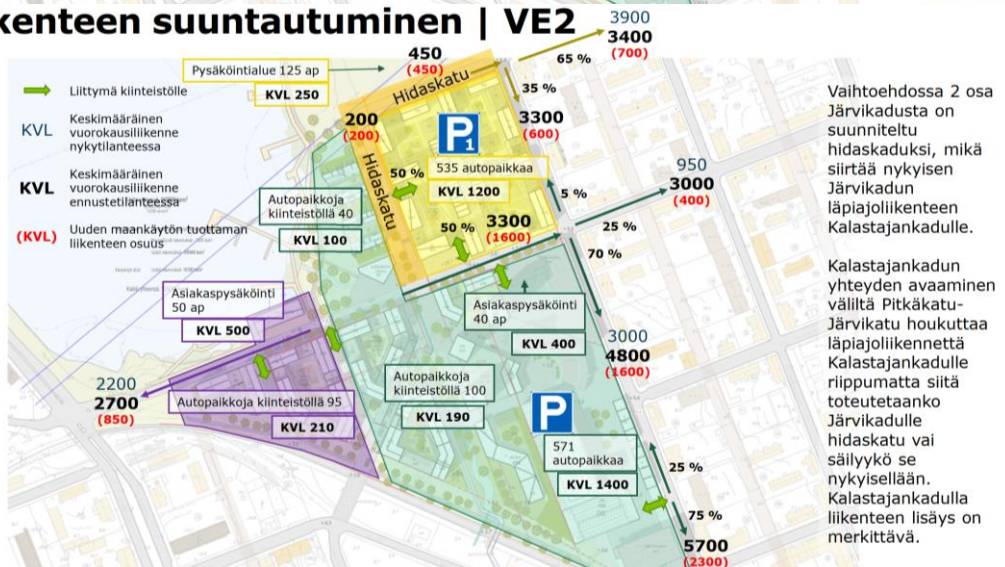 kenteen suuntautuminen | VE2
Liittymä kiinteistölle
KVL
Keskimääräinen
vuorokausiliikenne
nykytilanteessa
KVL
Keskimääräinen
vuorokausiliikenne
ennustetilanteessa
(KVL)
Uuden maankäytön tuottaman
liikenteen osuus
Pysäköintialue 125 ap
KVL 250
450
(450)
3900
3400
(700)
65 %
35 %
Hidaskatu
200
(200)
Hidaskatu
3300
(600)
P1
535 autopaikkaa
50 %
KVL 1200
5 %
950
3000
(400)
Autopaikkoja
kiinteistöllä 40
KVL 100
50 %
3300
(1600)
25 %
70 %
Asiakaspysäköinti
50 ap
KVL 500
Asiakaspysäköinti
40 ap
KVL 400
3000
4800
(1600)
2200
2700
(850)
Autopaikkoja kiinteistöllä 95
KVL 210
Autopaikkoja
kiinteistöllä 100
KVL 190
P
571
autopaikkaa
KVL 1400
25 %
75 %
5700
(2300)
Vaihtoehdossa 2 osa
Järvikadusta on
suunniteltu
hidaskaduksi, mikä
siirtää nykyisen
Järvikadun
läpiajoliikenteen
Kalastajankadulle.
Kalastajankadun
yhteyden avaaminen
väliltä Pitkäkatu-
Järvikatu houkuttaa
läpiajoliikennettä
Kalastajankadulle
riippumatta siitä
toteutetaanko
Järvikadulle
hidaskatu vai
säilyykö se
nykyisellään.
Kalastajankadulla
liikenteen lisäys on
merkittävä.